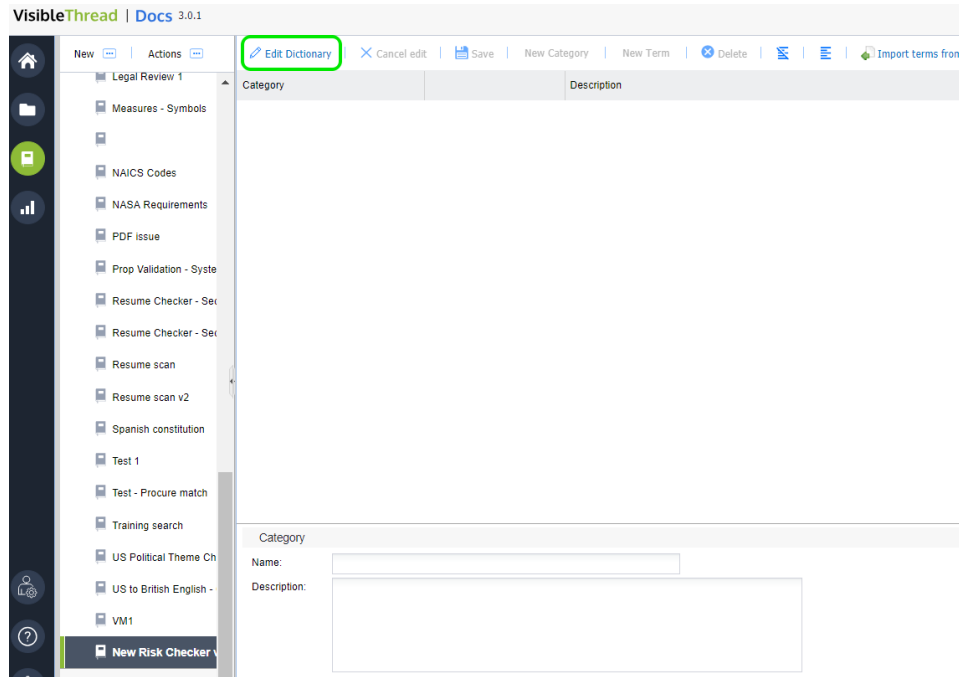 VisibleThread | Docs 3.0.1
New Actions Edit Dictionary Cancel edit Save New Category New Term Delete Import terms from
Category Description
Legal Review 1
Measures - Symbols
NAICS Codes
NASA Requirements
PDF issue
Prop Validation - Syste
Resume Checker - Sec
Resume Checker - Sec
Resume scan
Resume scan v2
Spanish constitution
Test 1
Test - Procure match
Training search
US Political Theme Ch
US to British English -
VM1
New Risk Checker v
Category
Name:
Description: